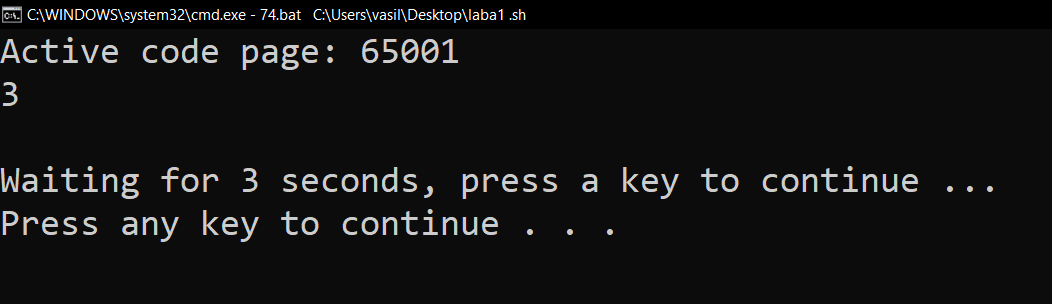 C:\WINDOWS\system32\cmd.exe - 74.bat C:\Users\vasil\Desktop\laba1 .sh
Active code page: 65001
3
Waiting for 3 seconds, press a key to continue ...
Press any key to continue . . .